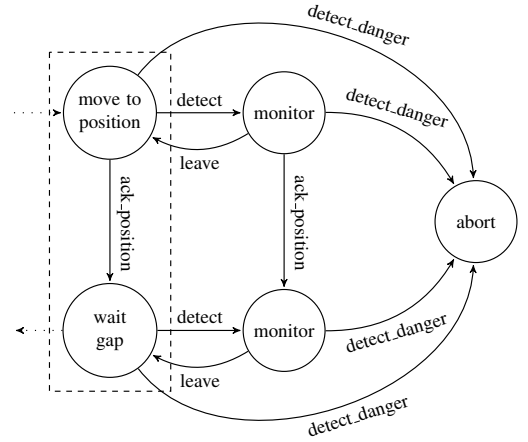 detect_danger
move to
position
detect
monitor
detect_danger
leave
ack_position
ack_position
abort
wait
gap
detect
monitor
detect_danger
leave
detect_danger